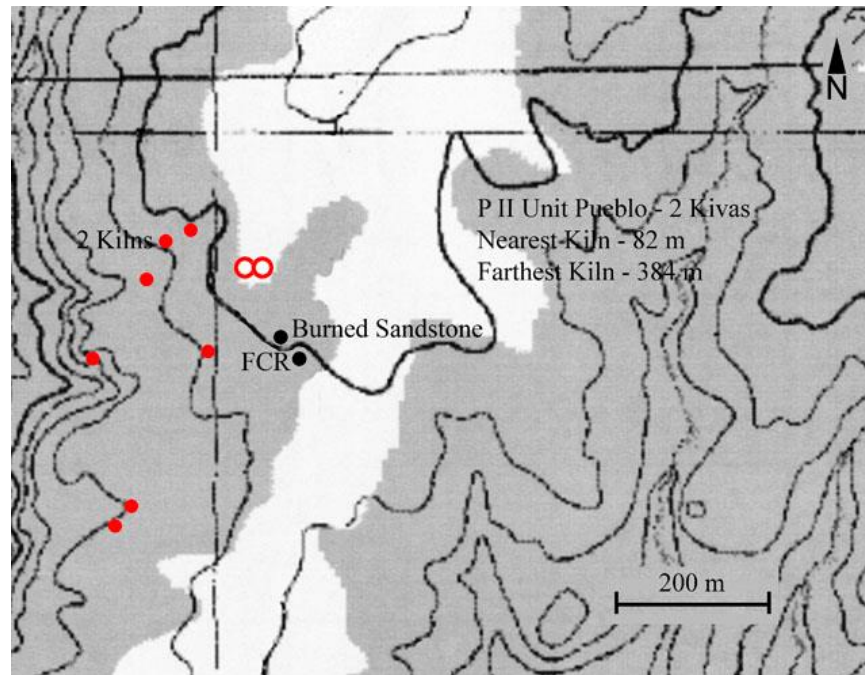 N
P II Unit Pueblo - 2 Kivas
Nearest Kiln - 82 m
Farthest Kiln - 384 m
2 Kilns
Burned Sandstone
FCR
200 m